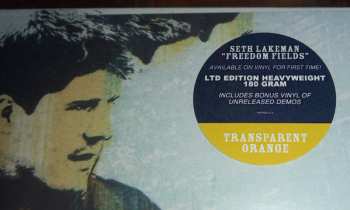 SETH LAKEMAN
"FREEDOM FIELDS"
AVAILABLE ON VINYL FOR FIRST TIME!
LTD EDITION HEAVYWEIGHT
180 GRAM
INCLUDES BONUS VINYL OF
UNRELEASED DEMOS
TRANSPARENT
ORANGE